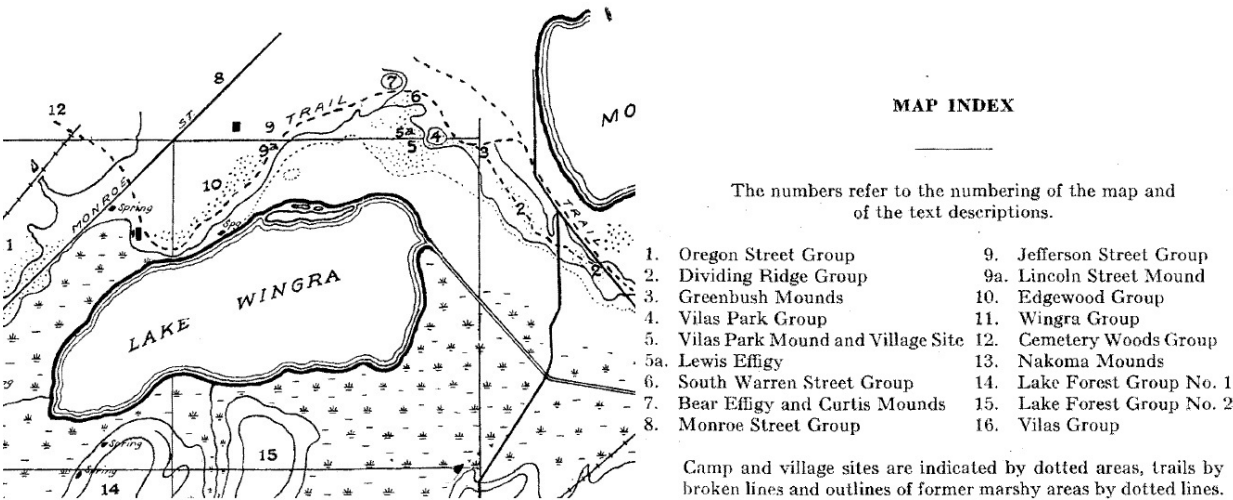 8
12
ST.
MONROE
TRAIL
7
6
9
9a
5a
4
5
3
MO
10
Spring
Spg.
1
2
TRAIL
2
LAKE WINGRA
9
Spring
Spring
14
15
MAP INDEX
The numbers refer to the numbering of the map and
of the text descriptions.
1. Oregon Street Group
2. Dividing Ridge Group
3. Greenbush Mounds
4. Vilas Park Group
5. Vilas Park Mound and Village Site
5a. Lewis Effigy
6. South Warren Street Group
7. Bear Effigy and Curtis Mounds
8. Monroe Street Group
9. Jefferson Street Group
9a. Lincoln Street Mound
10. Edgewood Group
11. Wingra Group
12. Cemetery Woods Group
13. Nakoma Mounds
14. Lake Forest Group No. 1
15. Lake Forest Group No. 2
16. Vilas Group
Camp and village sites are indicated by dotted areas, trails by
broken lines and outlines of former marshy areas by dotted lines.